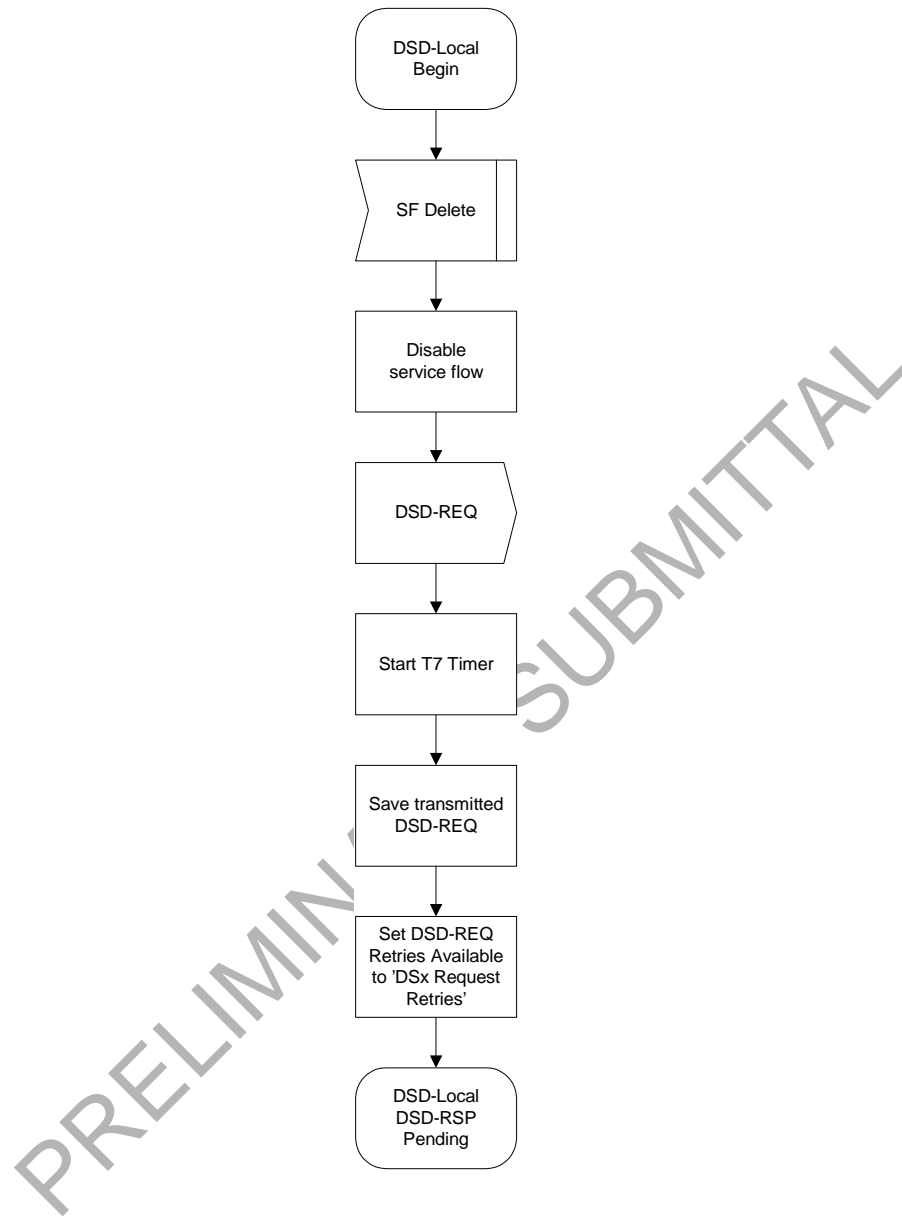 DSD-Local
Begin
SF Delete
Disable
service flow
DSD-REQ
Start T7 Timer
Save transmitted
DSD-REQ
Set DSD-REQ
Retries Available
to 'DSx Request
Retries'
DSD-Local
DSD-RSP
Pending
SUBMITTAL